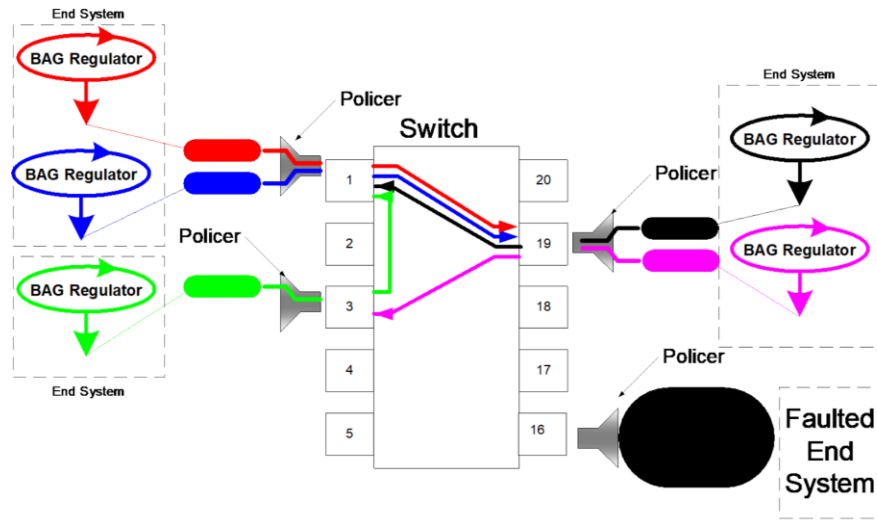 End System
BAG Regulator
BAG Regulator
Policer
Switch
1
2
3
4
5
20
19
18
17
16
Policer
BAG Regulator
End System
Policer
End System
BAG Regulator
BAG Regulator
Policer
Faulted
End
System